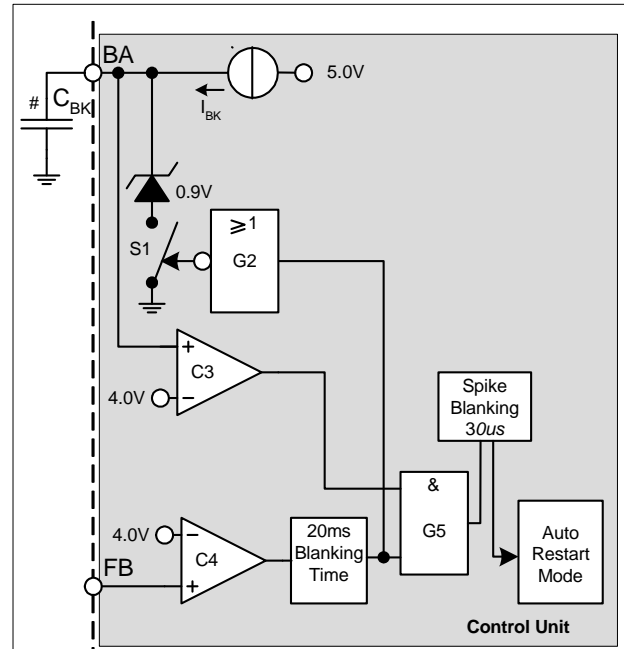 BA
5.0V
# C_BK
I_BK
0.9V
S1
≥1
G2
+
C3
4.0V
–
Spike
Blanking
30us
&
G5
4.0V
–
C4
20ms
Blanking
Time
Auto
Restart
Mode
FB
+
Control Unit